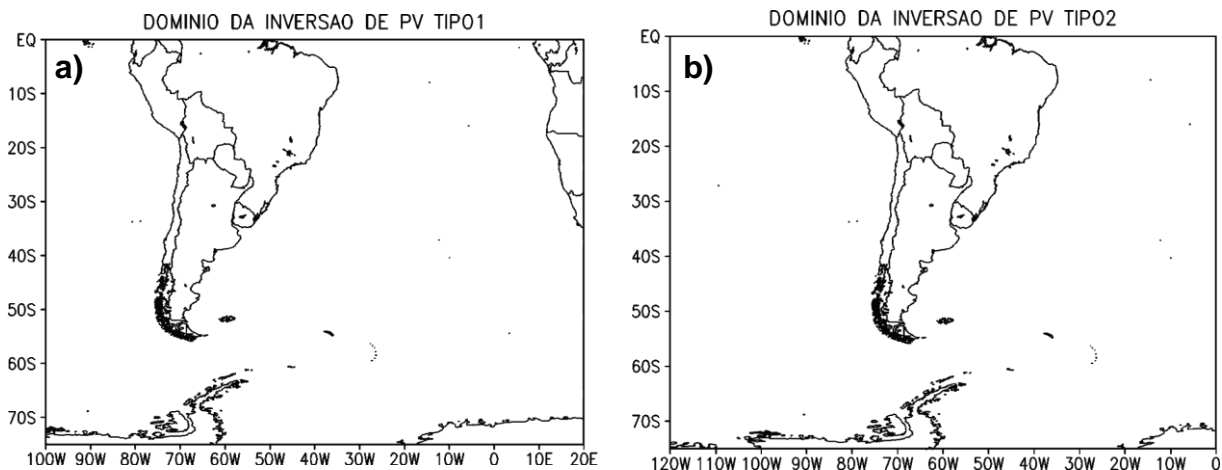 DOMINIO DA INVERSAO DE PV TIPO1
a)
EQ
10S
20S
30S
40S
50S
60S
70S
100W 90W 80W 70W 60W 50W 40W 30W 20W 10W 0 10E 20E
DOMINIO DA INVERSAO DE PV TIPO2
b)
EQ
10S
20S
30S
40S
50S
60S
70S
120W 100W 90W 80W 70W 60W 50W 40W 30W 20W 10W 0